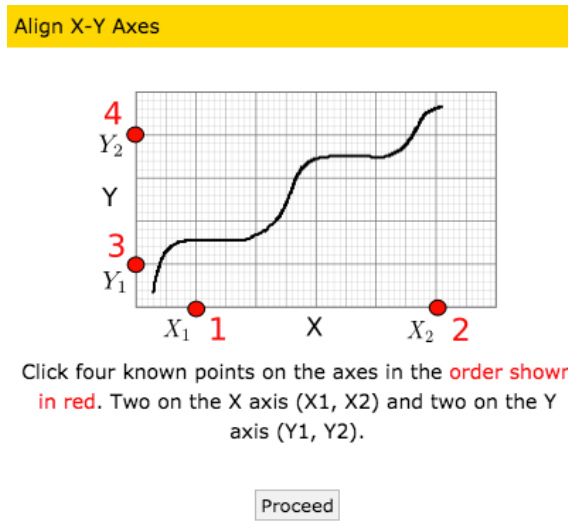 Align X-Y Axes
4
Y2
Y
3
Y1
X1 1 X X2 2
Click four known points on the axes in the order shown
in red. Two on the X axis (X1, X2) and two on the Y
axis (Y1, Y2).
Proceed